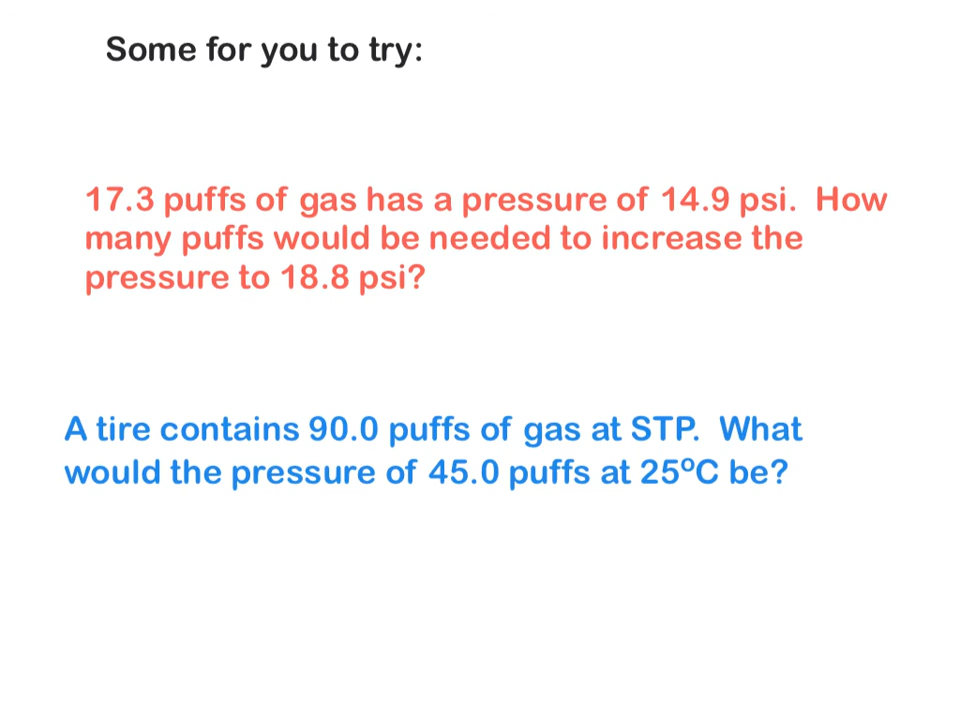 Some for you to try:
17.3 puffs of gas has a pressure of 14.9 psi.  How
many puffs would be needed to increase the
pressure to 18.8 psi?
A tire contains 90.0 puffs of gas at STP.  What
would the pressure of 45.0 puffs at 25ºC be?